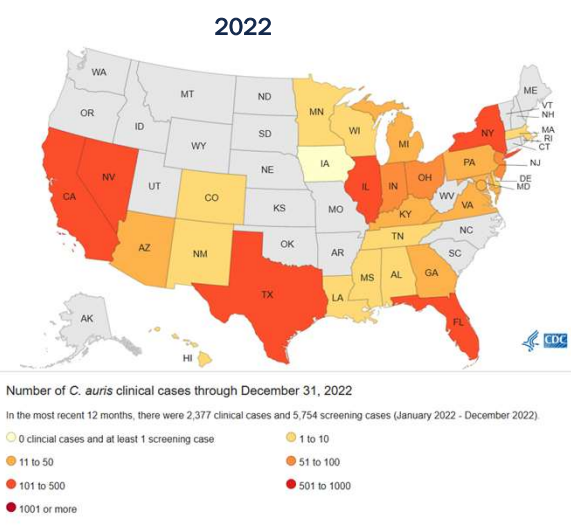 2022
WA
MT
ND
MN
ME
VT
NH
OR
ID
SD
WI
MI
NY
MA
RI
CT
WY
IA
NE
PA
NJ
NV
UT
IL
IN
OH
DE
MD
CA
CO
KS
MO
WV
VA
KY
AZ
NM
OK
AR
TN
NC
SC
MS
AL
GA
TX
LA
AK
FL
HI
CDC
Number of C. auris clinical cases through December 31, 2022
In the most recent 12 months, there were 2,377 clinical cases and 5,754 screening cases (January 2022 - December 2022).
0 clincial cases and at least 1 screening case
1 to 10
11 to 50
51 to 100
101 to 500
501 to 1000
1001 or more